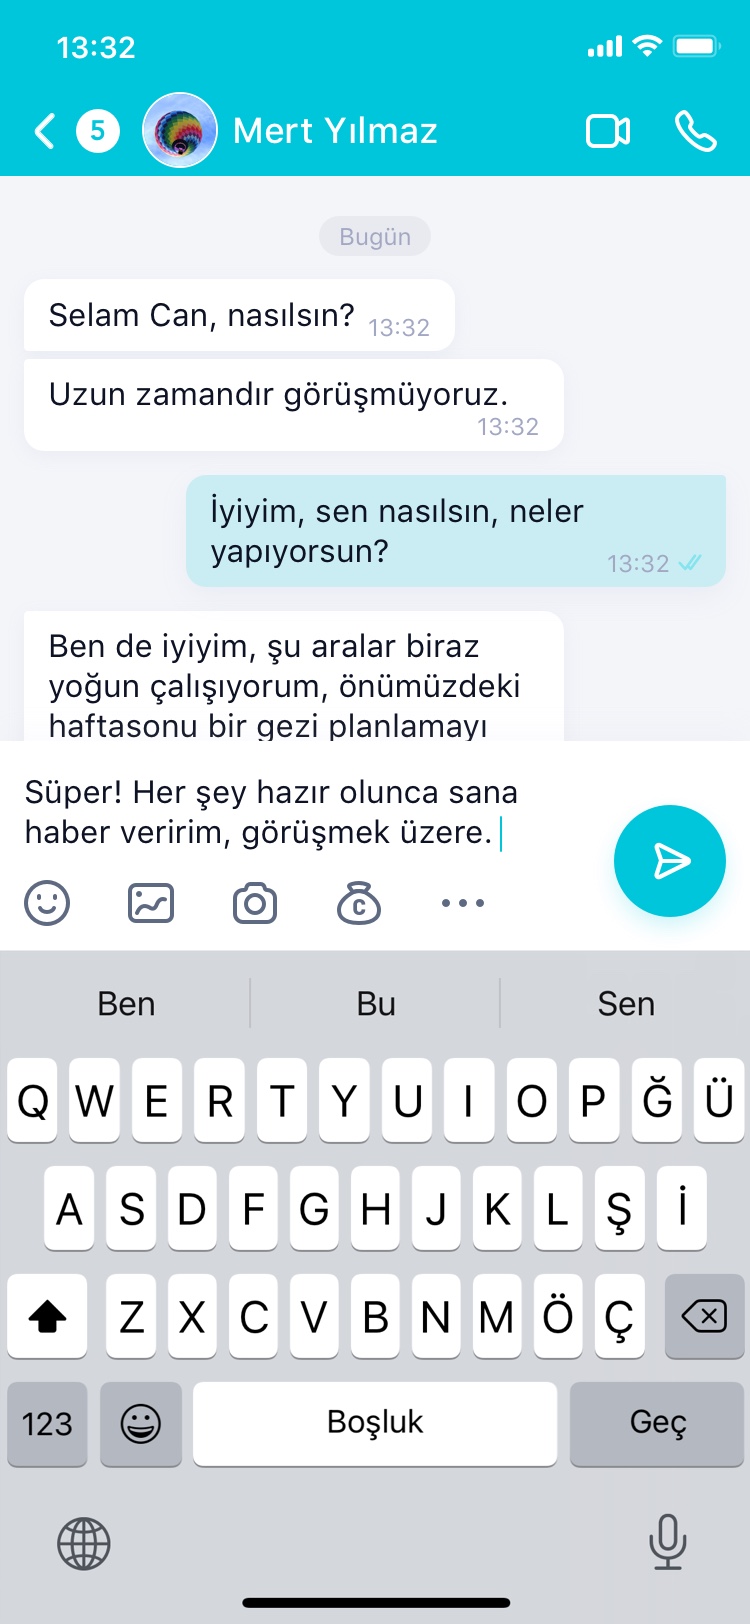 13:32
5
Mert Yılmaz
Bugün
Selam Can, nasılsın?
13:32
Uzun zamandır görüşmüyoruz.
13:32
İyiyim, sen nasılsın, neler
yapıyorsun?
13:32
Ben de iyiyim, şu aralar biraz
yoğun çalışıyorum, önümüzdeki
haftasonu bir gezi planlamayı
Süper! Her şey hazır olunca sana
haber veririm, görüşmek üzere.
C
Ben Bu Sen
Q W E R T Y U I O P Ğ Ü
A S D F G H J K L Ş İ
Z X C V B N M Ö Ç
123 Boşluk Geç